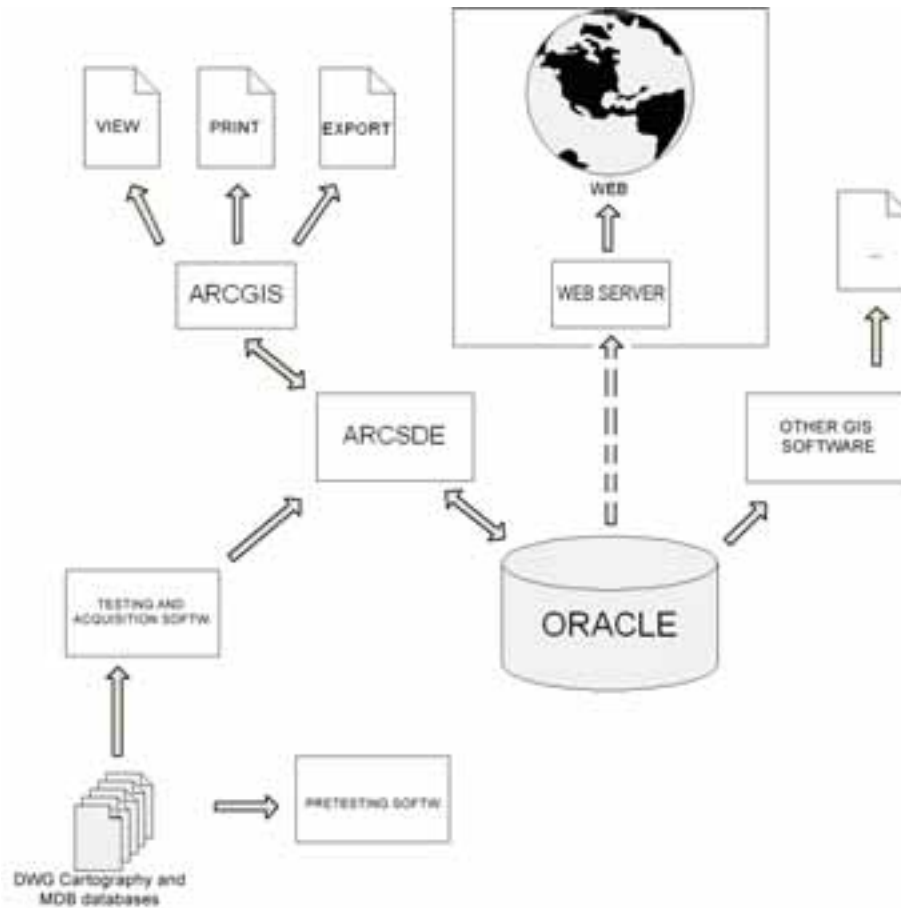 VIEW
PRINT
EXPORT
WEB
ARCGIS
WEB SERVER
ARCSDE
OTHER GIS
SOFTWARE
TESTING AND
ACQUISITION SOFTW.
ORACLE
PRETESTING SOFTW.
DWG Cartography and
MDB databases